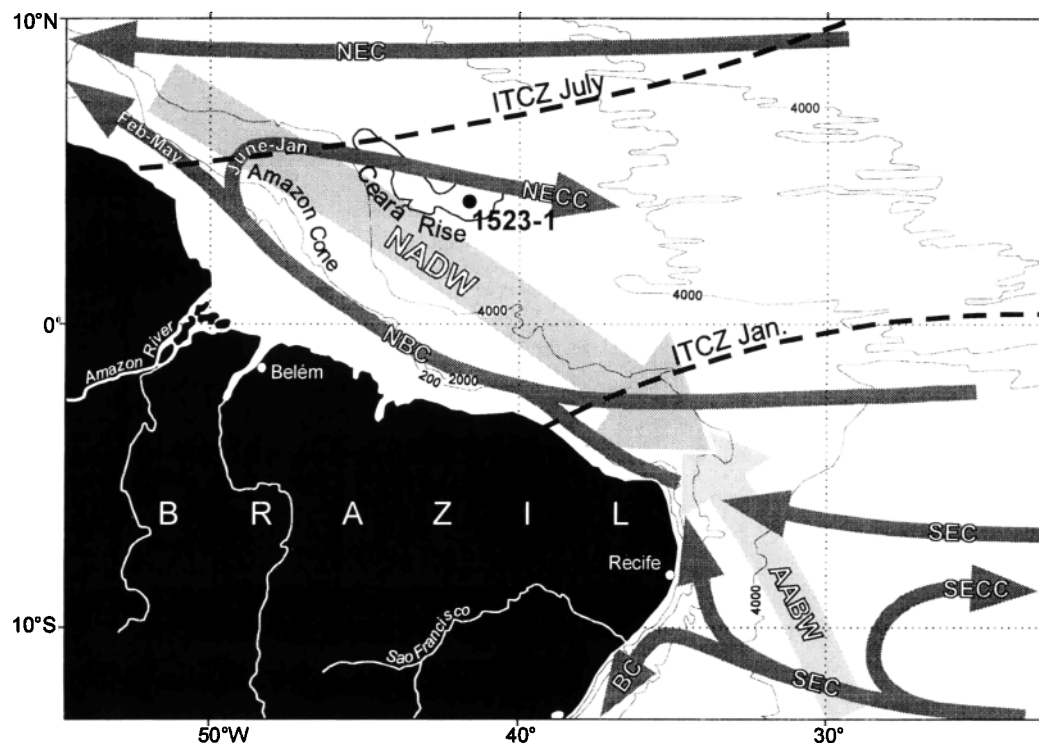 10°N
NEC
ITCZ July
4000
Feb-May
June-Jan
NECC
Amazon Cone
Ceara Rise
1523-1
NADW
4000
4000
0°
ITCZ Jan.
Amazon River
NBC
200
2000
Belém
BRAZIL
SEC
Recife
SECC
4000
AABW
10°S
Sao Francisco
BC
SEC
50°W
40°
30°